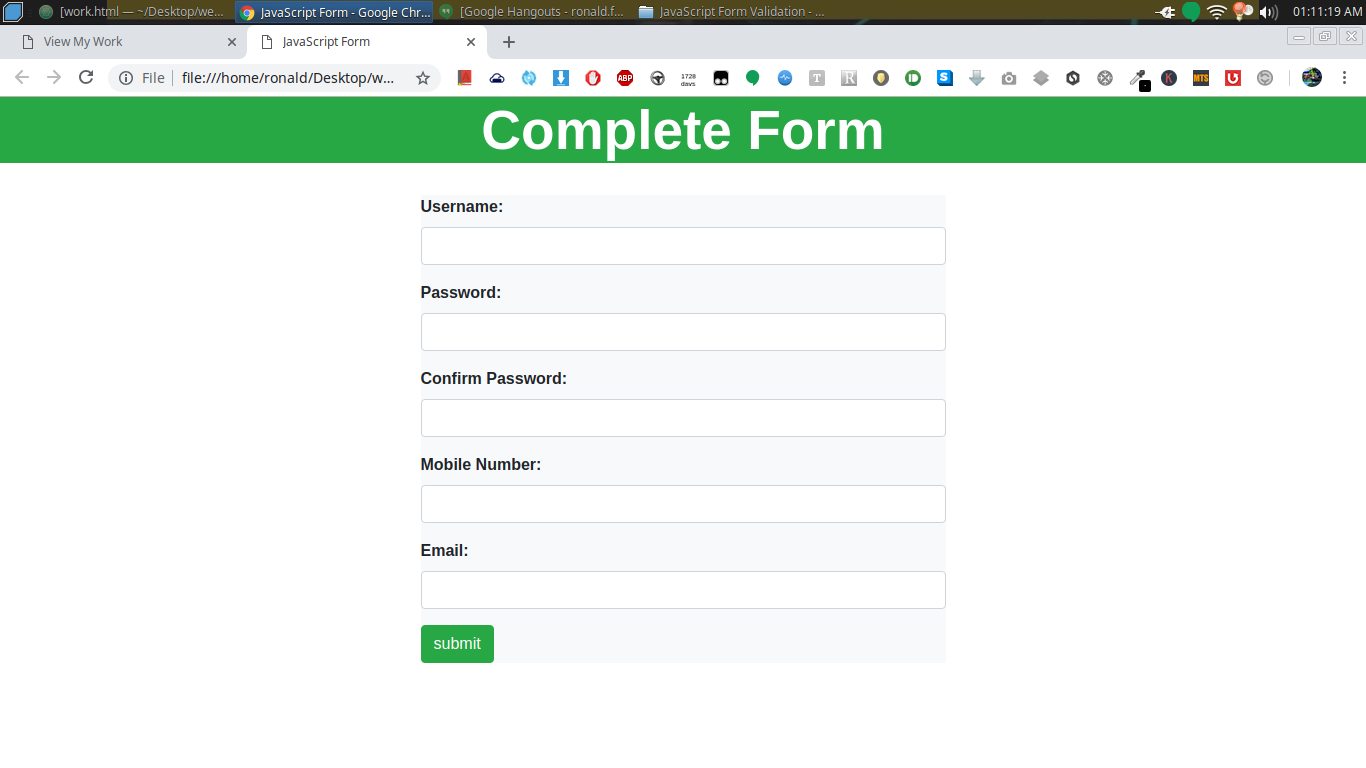 [work.html — ~/Desktop/we... JavaScript Form - Google Chr... [Google Hangouts - ronald.f... JavaScript Form Validation - ... 01:11:19 AM
View My Work JavaScript Form
File file:///home/ronald/Desktop/w... ABP 1728 days T R S K MTS
Complete Form
Username:
Password:
Confirm Password:
Mobile Number:
Email:
submit